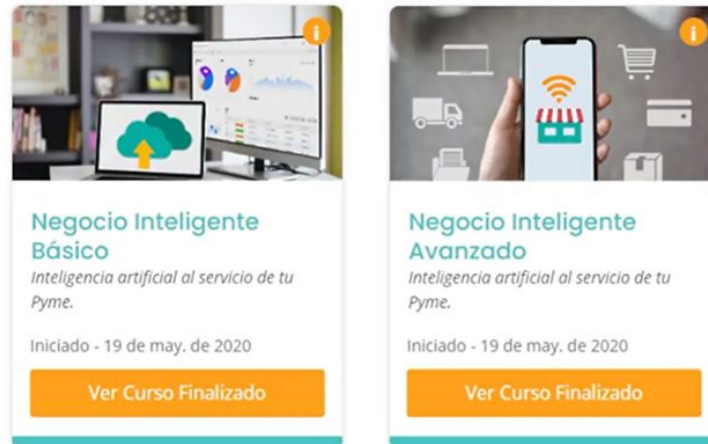 Negocio Inteligente
Básico
Inteligencia artificial al servicio de tu
Pyme.
Iniciado - 19 de may. de 2020
Ver Curso Finalizado
Negocio Inteligente
Avanzado
Inteligencia artificial al servicio de tu
Pyme.
Iniciado - 19 de may. de 2020
Ver Curso Finalizado